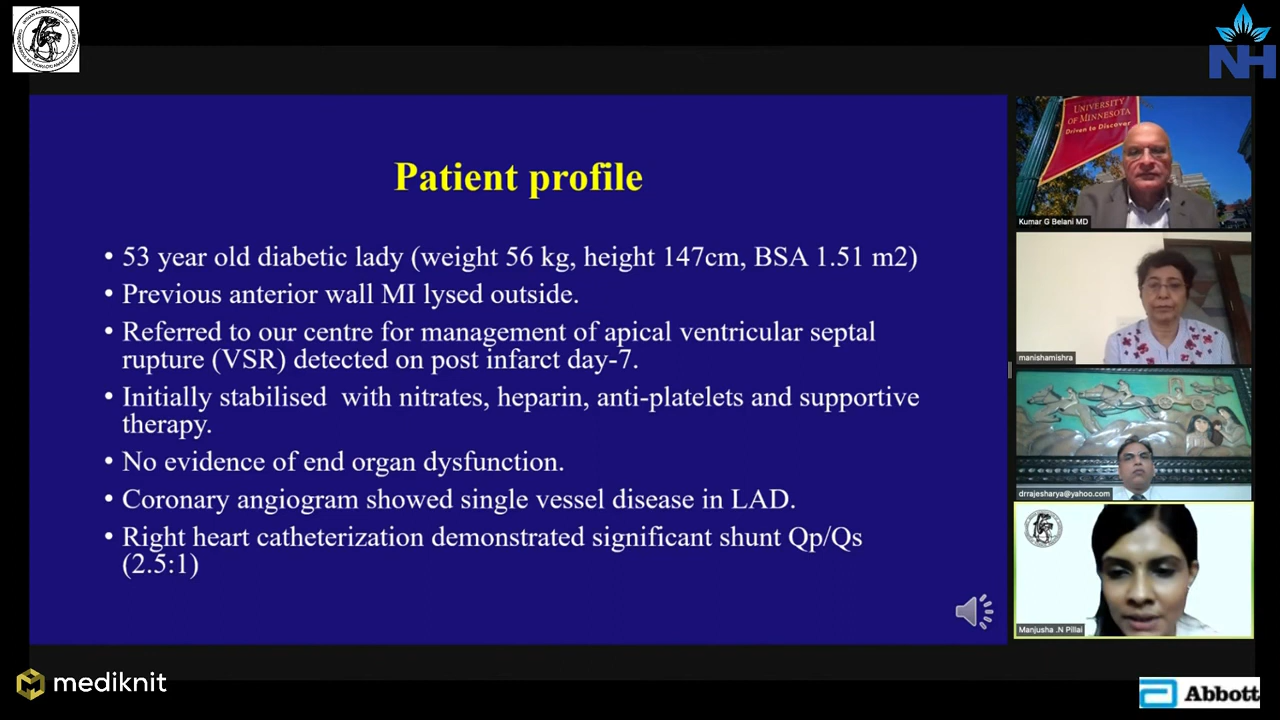 NH
UNIVERSITY
OF MINNESOTA
Driven to Discover
Kumar G Belani MD
Patient profile
• 53 year old diabetic lady (weight 56 kg, height 147cm, BSA 1.51 m2)
• Previous anterior wall MI lysed outside.
• Referred to our centre for management of apical ventricular septal
rupture (VSR) detected on post infarct day-7.
• Initially stabilised with nitrates, heparin, anti-platelets and supportive
therapy.
• No evidence of end organ dysfunction.
• Coronary angiogram showed single vessel disease in LAD.
• Right heart catheterization demonstrated significant shunt Qp/Qs
(2.5:1)
manishamishra
drrajesharya@yahoo.com
Manjusha .N Pillai
mediknit
Abbott